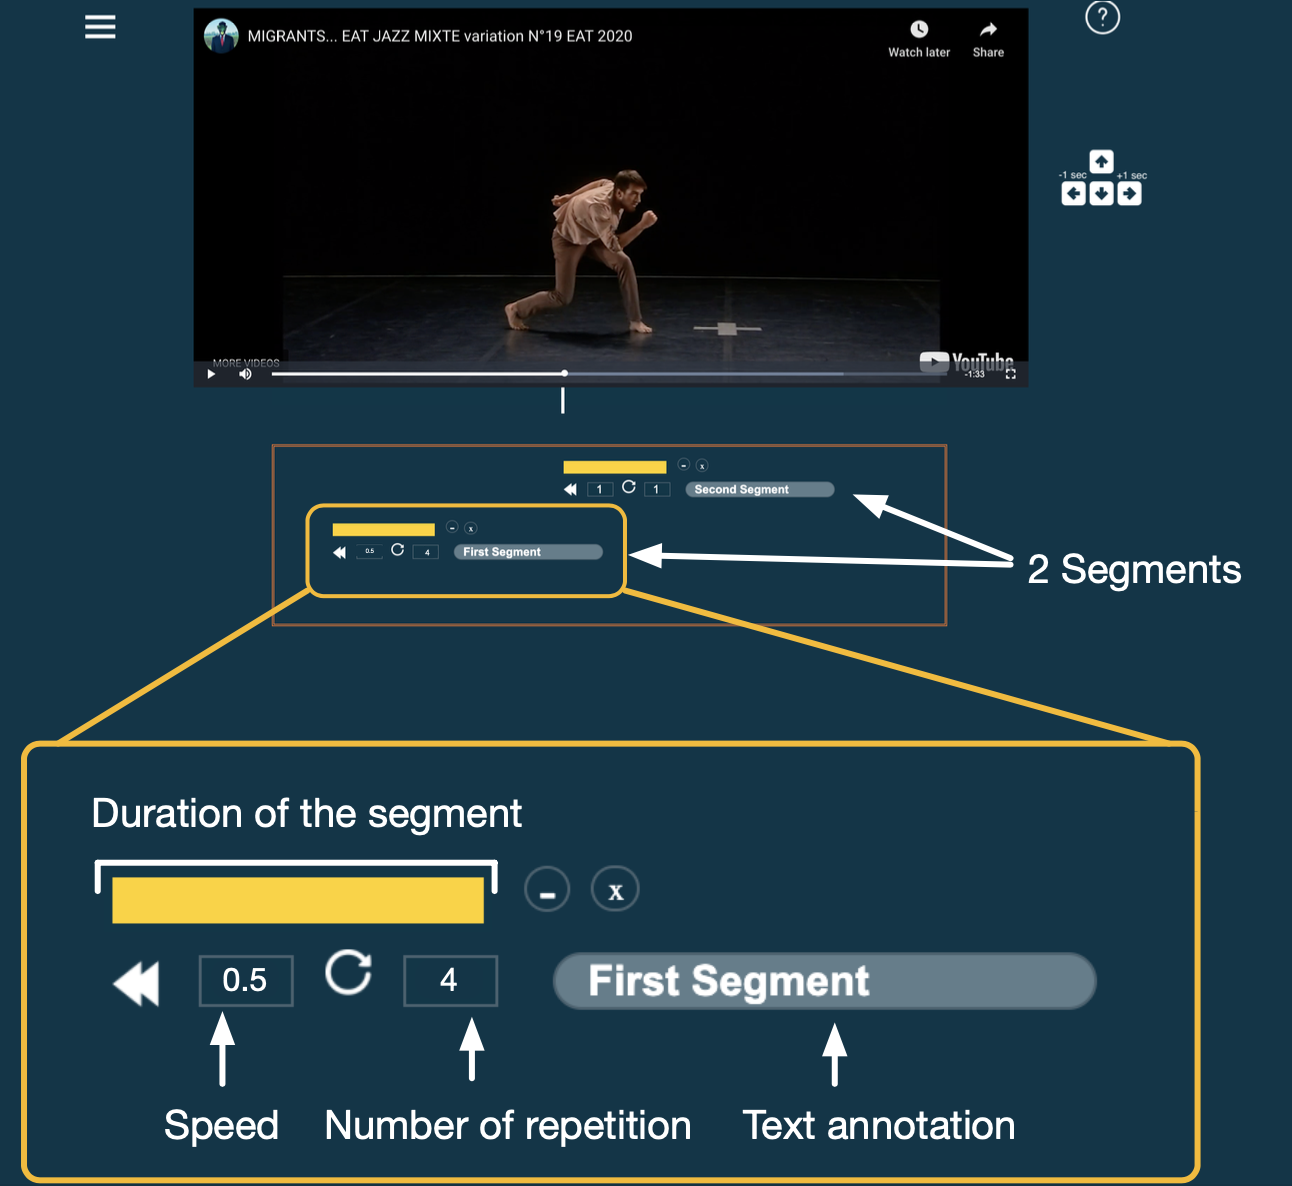 MIGRANTS... EAT JAZZ MIXTE variation N°19 EAT 2020
Watch later
Share
?
-1 sec
+1 sec
MORE VIDEOS
YouTube
-1:33
- x
1 1 Second Segment
- x
0.5 4 First Segment
2 Segments
Duration of the segment
- x
0.5 4 First Segment
Speed
Number of repetition
Text annotation